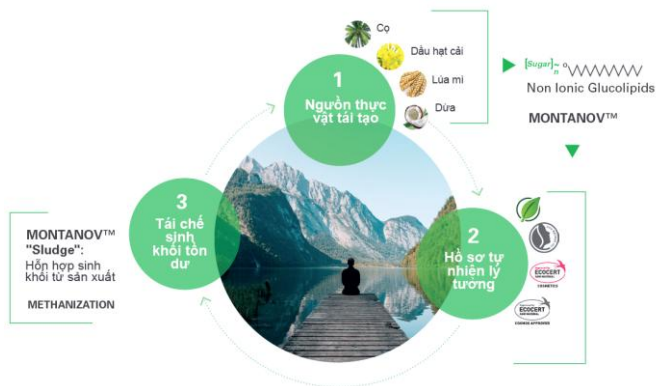 Cọ
Dầu hạt cải
Lúa mì
Dừa
1
Nguồn thực
vật tái tạo
[Sugar]n O
Non Ionic Glucolipids
MONTANOV™
2
Hồ sơ tự
nhiên lý
tưởng
ECOCERT
COSMETICS
ECOCERT
COSMOS APPROVED
3
Tái chế
sinh
khối tồn
dư
MONTANOV™
"Sludge":
Hỗn hợp sinh
khối từ sản xuất
METHANIZATION